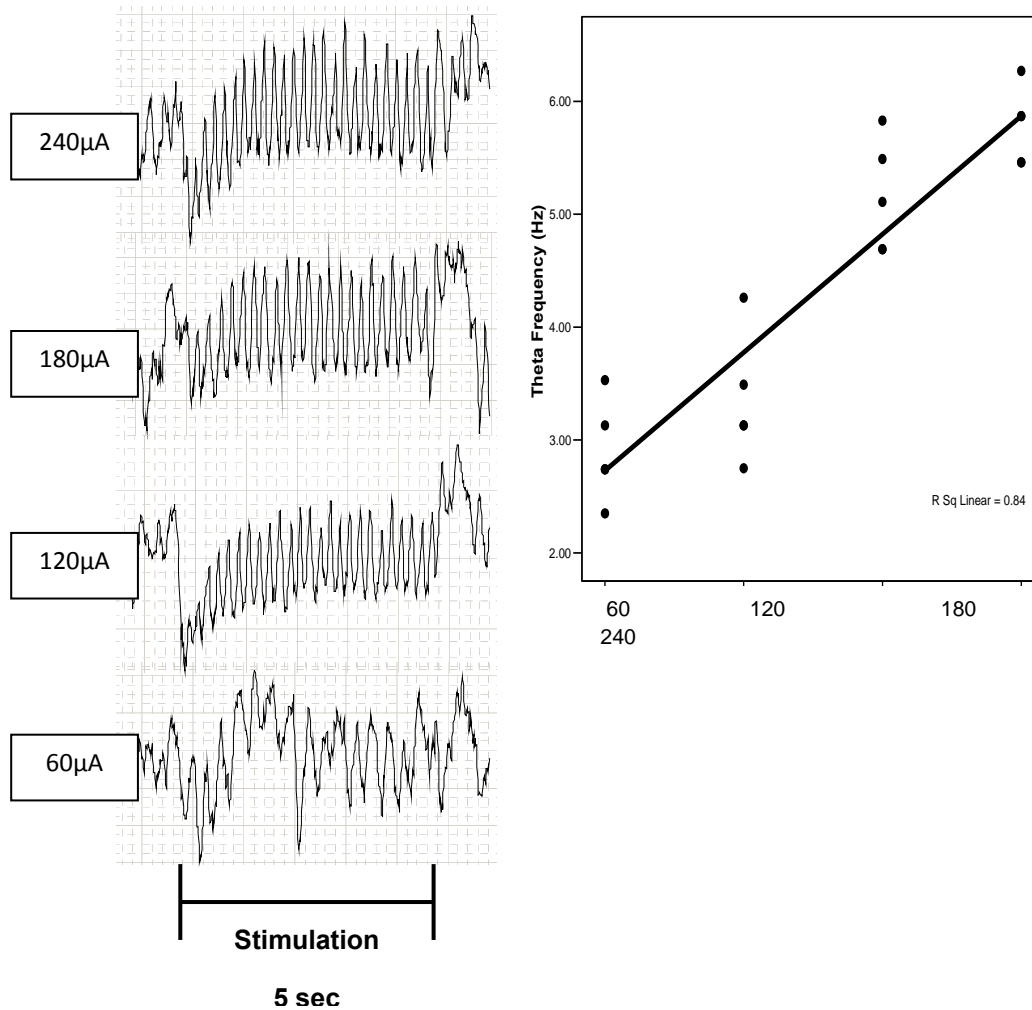 240µA
180µA
120µA
60µA
Stimulation
5 sec
Theta Frequency (Hz)
6.00
5.00
4.00
3.00
2.00
R Sq Linear = 0.84
60 120 180
240